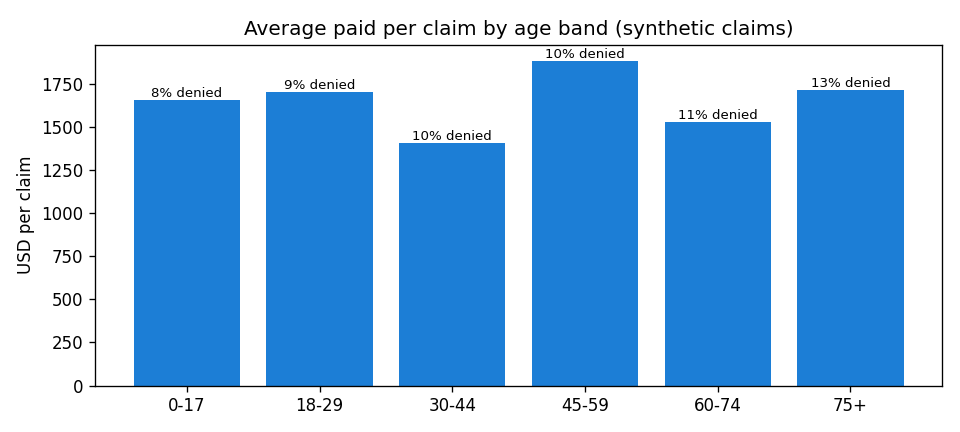 Average paid per claim by age band (synthetic claims)
USD per claim
1750
1500
1250
1000
750
500
250
0
8% denied
9% denied
10% denied
10% denied
11% denied
13% denied
0-17
18-29
30-44
45-59
60-74
75+